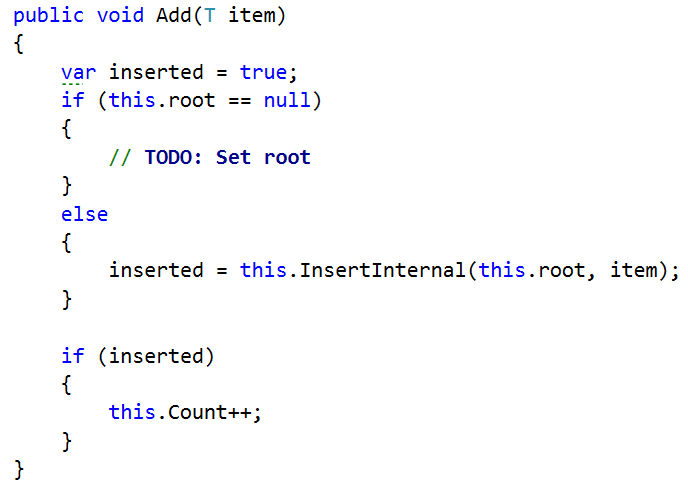 public void Add(T item)
{
    var inserted = true;
    if (this.root == null)
    {
        // TODO: Set root
    }
    else
    {
        inserted = this.InsertInternal(this.root, item);
    }

    if (inserted)
    {
        this.Count++;
    }
}